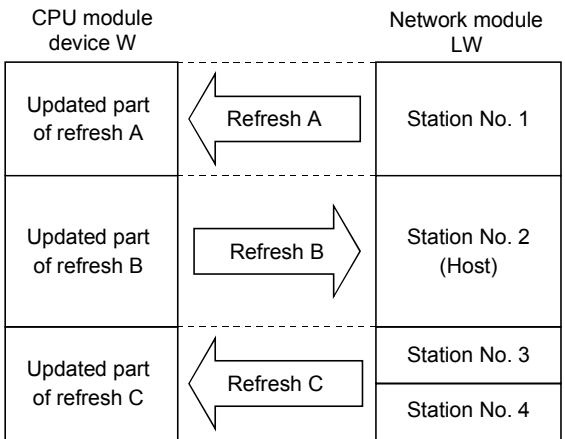 CPU module
device W
Network module
LW
Updated part
of refresh A
Refresh A
Station No. 1
Updated part
of refresh B
Refresh B
Station No. 2
(Host)
Updated part
of refresh C
Refresh C
Station No. 3
Station No. 4